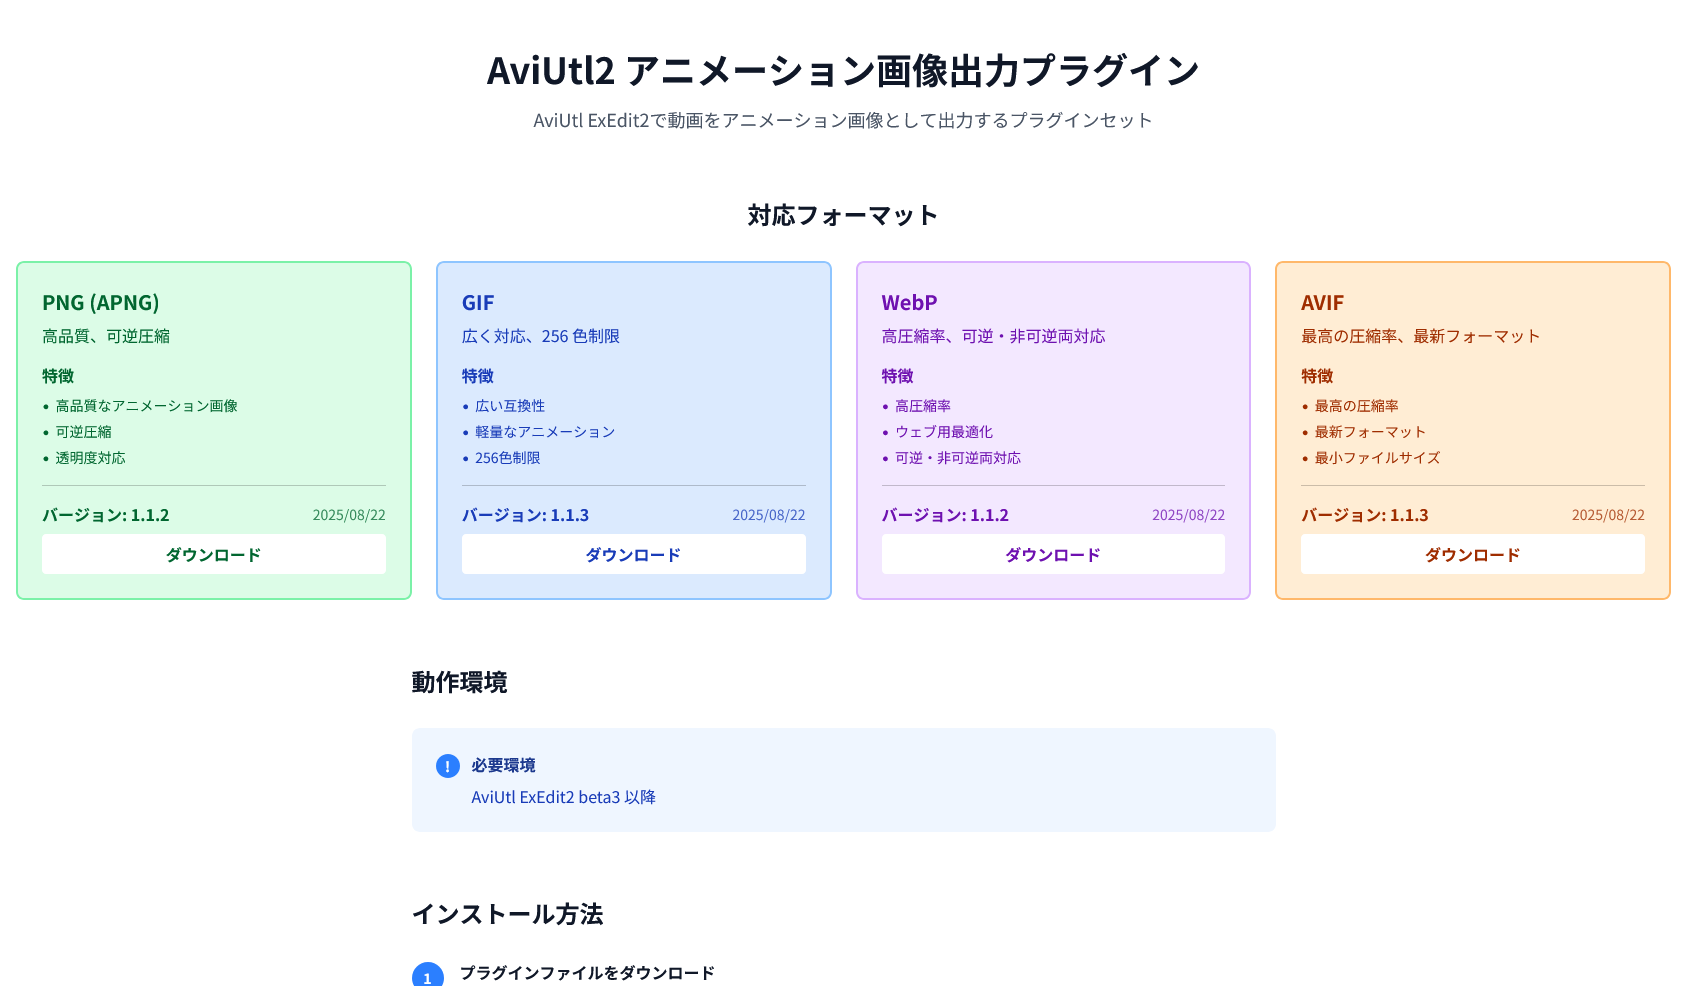 AviUtl2 アニメーション画像出力プラグイン
AviUtl ExEdit2で動画をアニメーション画像として出力するプラグインセット
対応フォーマット
PNG (APNG)
高品質、可逆圧縮
特徴
• 高品質なアニメーション画像
• 可逆圧縮
• 透明度対応
バージョン: 1.1.2 2025/08/22
ダウンロード
GIF
広く対応、256 色制限
特徴
• 広い互換性
• 軽量なアニメーション
• 256色制限
バージョン: 1.1.3 2025/08/22
ダウンロード
WebP
高圧縮率、可逆・非可逆両対応
特徴
• 高圧縮率
• ウェブ用最適化
• 可逆・非可逆両対応
バージョン: 1.1.2 2025/08/22
ダウンロード
AVIF
最高の圧縮率、最新フォーマット
特徴
• 最高の圧縮率
• 最新フォーマット
• 最小ファイルサイズ
バージョン: 1.1.3 2025/08/22
ダウンロード
動作環境
! 必要環境
AviUtl ExEdit2 beta3 以降
インストール方法
1 プラグインファイルをダウンロード